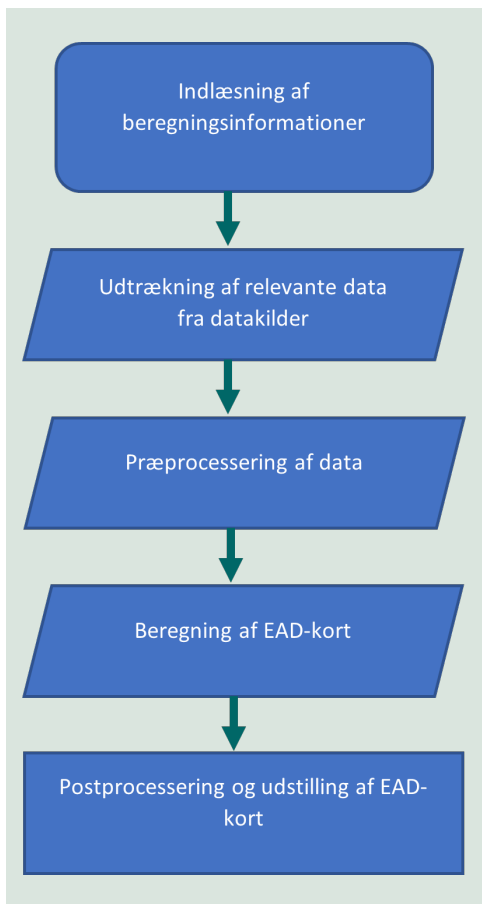 Indlæsning af
beregningsinformationer
Udtrækning af relevante data
fra datakilder
Præprocessering af data
Beregning af EAD-kort
Postprocessering og udstilling af EAD-
kort